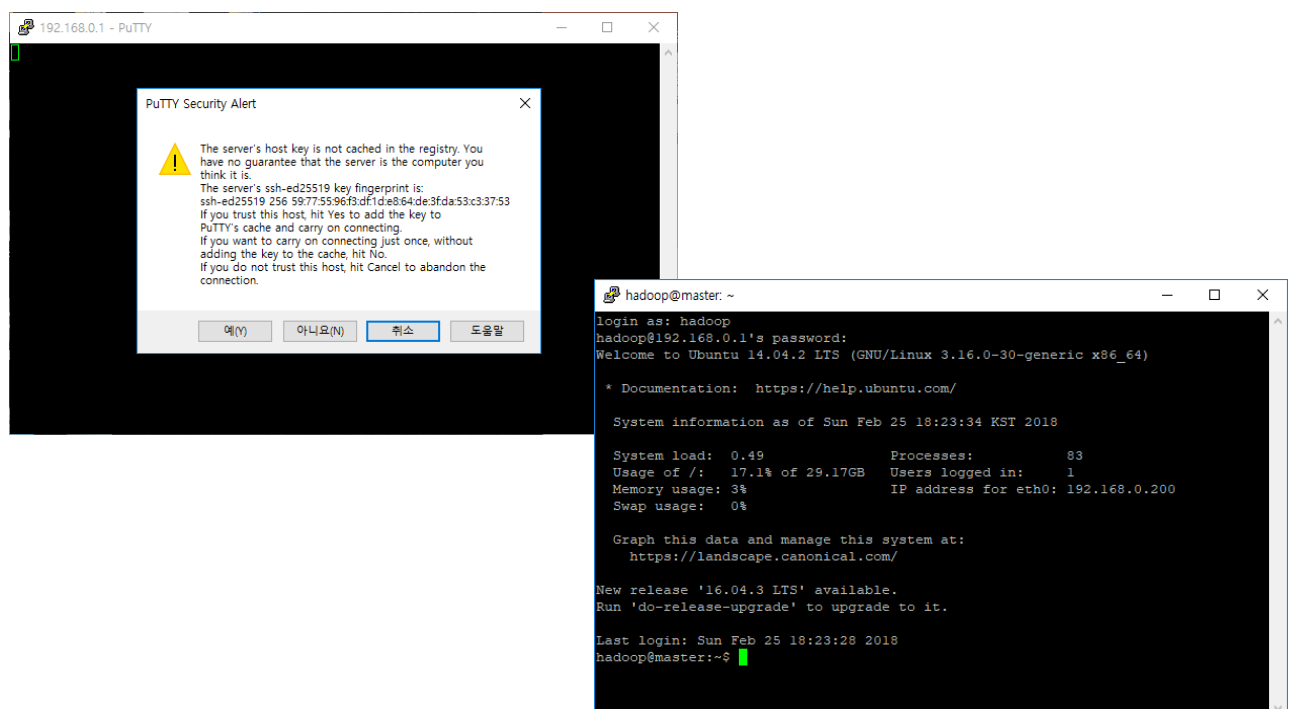 192.168.0.1 - PuTTY
PuTTY Security Alert
The server's host key is not cached in the registry. You
have no guarantee that the server is the computer you
think it is.
The server's ssh-ed25519 key fingerprint is:
ssh-ed25519 256 59:77:55:96:f3:df:1d:e8:64:de:3f:da:53:c3:37:53
If you trust this host, hit Yes to add the key to
PuTTY's cache and carry on connecting.
If you want to carry on connecting just once, without
adding the key to the cache, hit No.
If you do not trust this host, hit Cancel to abandon the
connection.
예(Y) 아니요(N) 취소 도움말
hadoop@master: ~
login as: hadoop
hadoop@192.168.0.1's password:
Welcome to Ubuntu 14.04.2 LTS (GNU/Linux 3.16.0-30-generic x86_64)
* Documentation: https://help.ubuntu.com/
System information as of Sun Feb 25 18:23:34 KST 2018
System load: 0.49 Processes: 83
Usage of /: 17.1% of 29.17GB Users logged in: 1
Memory usage: 3% IP address for eth0: 192.168.0.200
Swap usage: 0%
Graph this data and manage this system at:
https://landscape.canonical.com/
New release '16.04.3 LTS' available.
Run 'do-release-upgrade' to upgrade to it.
Last login: Sun Feb 25 18:23:28 2018
hadoop@master:~$